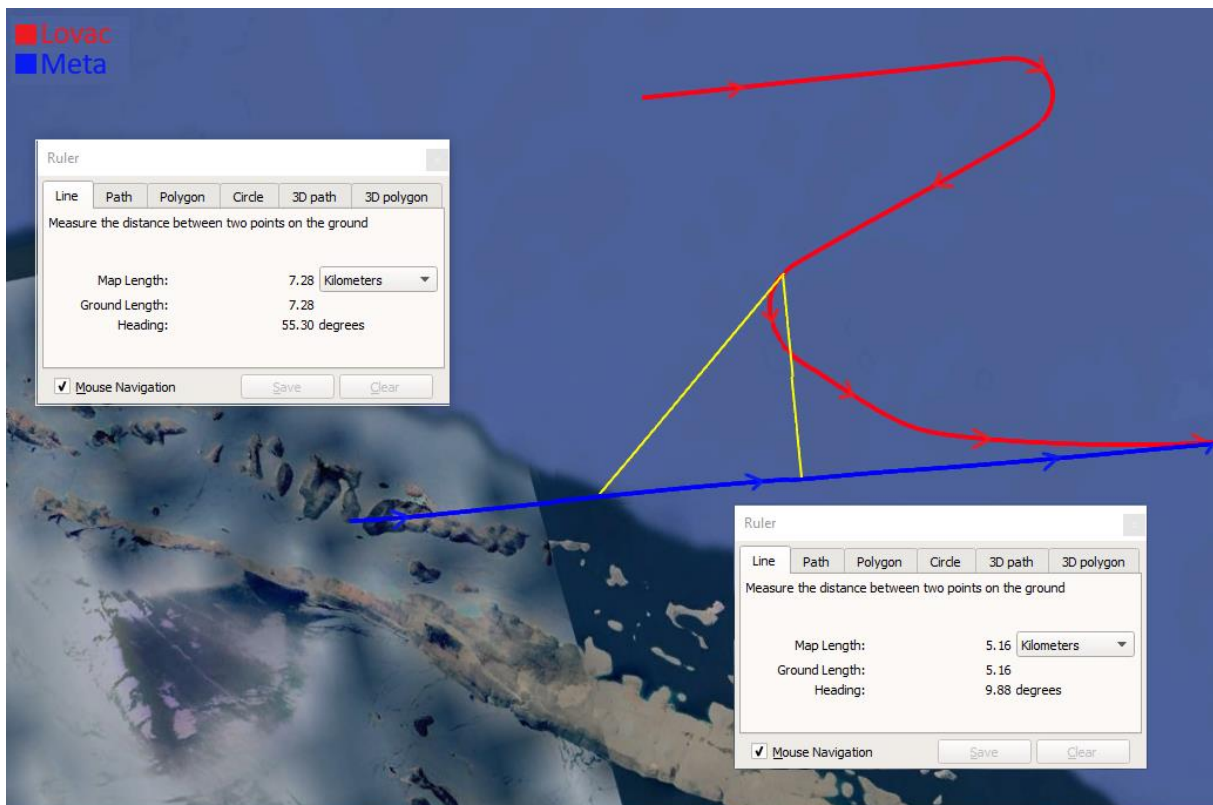 Lovac
Meta
Ruler
Line Path Polygon Circle 3D path 3D polygon
Measure the distance between two points on the ground
Map Length: 7.28 Kilometers
Ground Length: 7.28
Heading: 55.30 degrees
Mouse Navigation Save Clear
Ruler
Line Path Polygon Circle 3D path 3D polygon
Measure the distance between two points on the ground
Map Length: 5.16 Kilometers
Ground Length: 5.16
Heading: 9.88 degrees
Mouse Navigation Save Clear